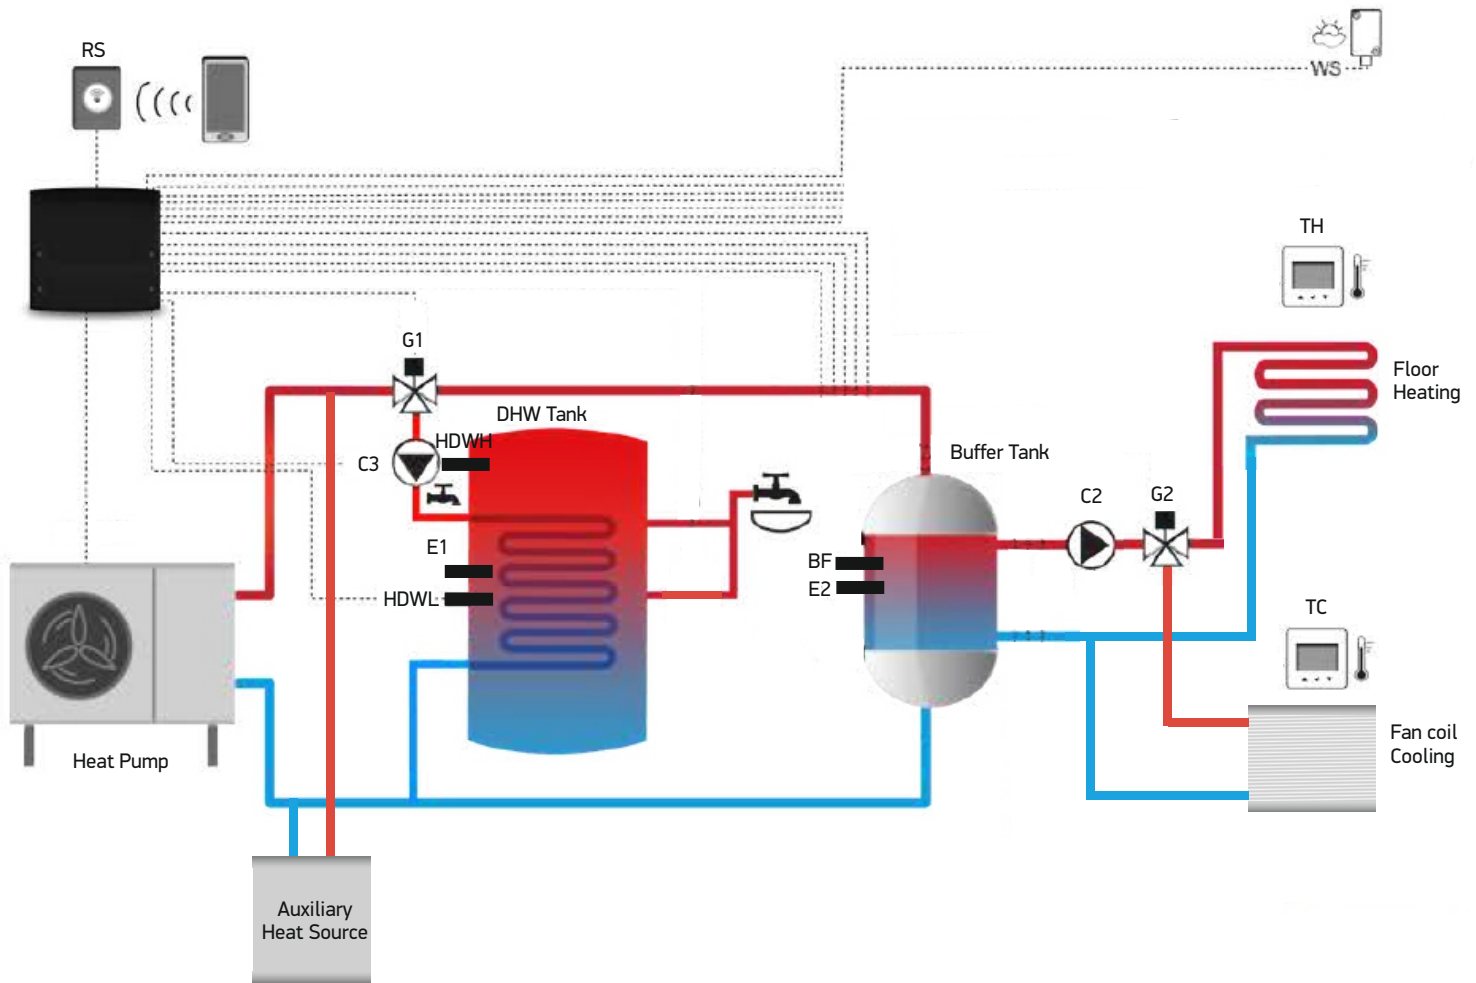 RS
WS
TH
G1
Floor
Heating
DHW Tank
HDWH
Buffer Tank
C3
C2
G2
E1
BF
E2
HDWL
TC
Heat Pump
Fan coil
Cooling
Auxiliary
Heat Source